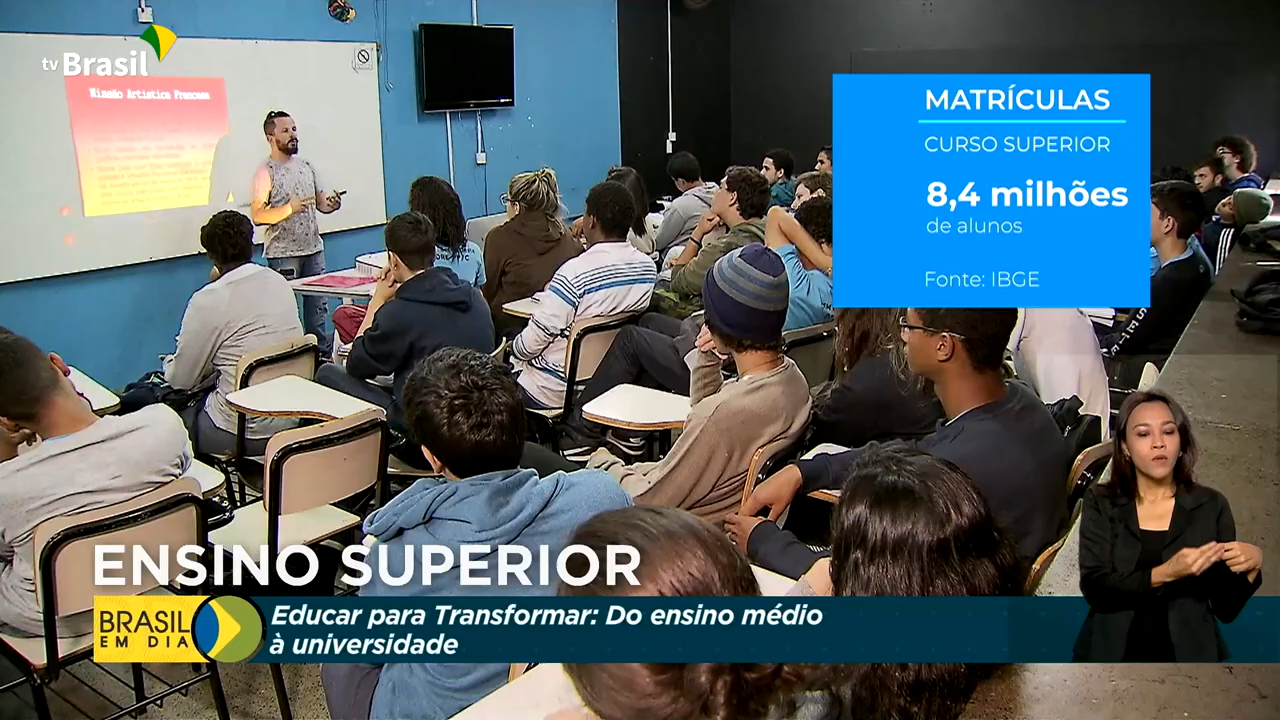 tv Brasil
Missão Artística Francesa
MATRÍCULAS
CURSO SUPERIOR
8,4 milhões
de alunos
Fonte: IBGE
ENSINO SUPERIOR
BRASIL
EM DIA
Educar para Transformar: Do ensino médio
à universidade